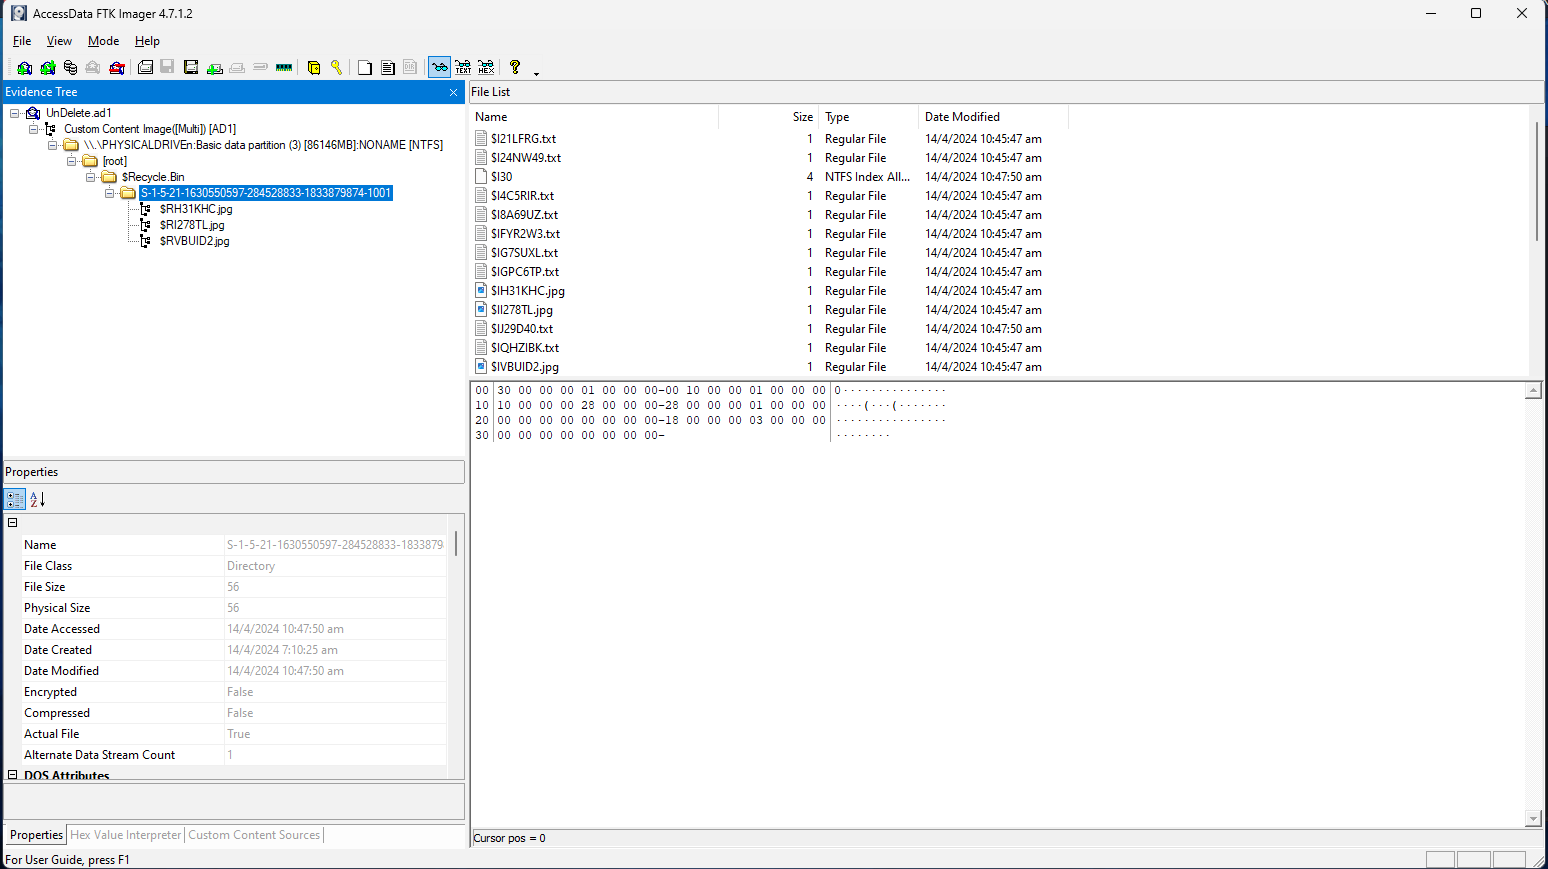 AccessData FTK Imager 4.7.1.2
File View Mode Help
TEXT HEX
Evidence Tree
UnDelete.ad1
Custom Content Image([Multi]) [AD1]
\\.\PHYSICALDRIVEn:Basic data partition (3) [86146MB]:NONAME [NTFS]
[root]
$Recycle.Bin
S-1-5-21-1630550597-284528833-1833879874-1001
$RH31KHC.jpg
$RI278TL.jpg
$RVBUID2.jpg
File List
Name Size Type Date Modified
$I21LFRG.txt 1 Regular File 14/4/2024 10:45:47 am
$I24NW49.txt 1 Regular File 14/4/2024 10:45:47 am
$I30 4 NTFS Index All... 14/4/2024 10:47:50 am
$I4C5RIR.txt 1 Regular File 14/4/2024 10:45:47 am
$I8A69UZ.txt 1 Regular File 14/4/2024 10:45:47 am
$IFYR2W3.txt 1 Regular File 14/4/2024 10:45:47 am
$IG7SUXL.txt 1 Regular File 14/4/2024 10:45:47 am
$IGPC6TP.txt 1 Regular File 14/4/2024 10:45:47 am
$IH31KHC.jpg 1 Regular File 14/4/2024 10:45:47 am
$II278TL.jpg 1 Regular File 14/4/2024 10:45:47 am
$IJ29D40.txt 1 Regular File 14/4/2024 10:47:50 am
$IQHZIBK.txt 1 Regular File 14/4/2024 10:45:47 am
$IVBUID2.jpg 1 Regular File 14/4/2024 10:45:47 am
00 30 00 00 00 01 00 00 00-00 10 00 00 01 00 00 00 0···············
10 10 00 00 00 28 00 00 00-28 00 00 00 01 00 00 00 ····(···(·······
20 00 00 00 00 00 00 00 00-18 00 00 00 03 00 00 00 ················
30 00 00 00 00 00 00 00 00- ········
Properties
Name S-1-5-21-1630550597-284528833-1833879
File Class Directory
File Size 56
Physical Size 56
Date Accessed 14/4/2024 10:47:50 am
Date Created 14/4/2024 7:10:25 am
Date Modified 14/4/2024 10:47:50 am
Encrypted False
Compressed False
Actual File True
Alternate Data Stream Count 1
DOS Attributes
Properties Hex Value Interpreter Custom Content Sources
Cursor pos = 0
For User Guide, press F1